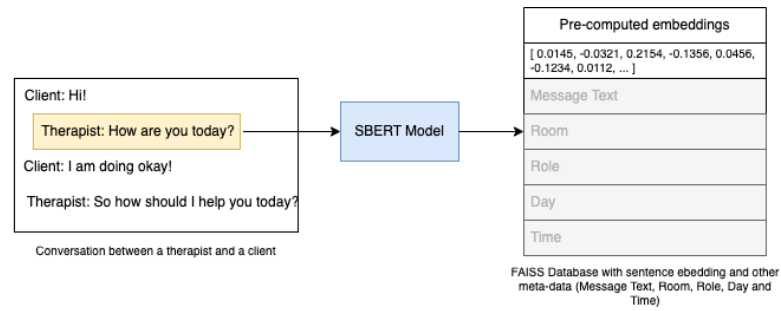 Client: Hi!
Therapist: How are you today?
Client: I am doing okay!
Therapist: So how should I help you today?
Conversation between a therapist and a client
SBERT Model
Pre-computed embeddings
[ 0.0145, -0.0321, 0.2154, -0.1356, 0.0456,
-0.1234, 0.0112, ... ]
Message Text
Room
Role
Day
Time
FAISS Database with sentence ebedding and other
meta-data (Message Text, Room, Role, Day and
Time)